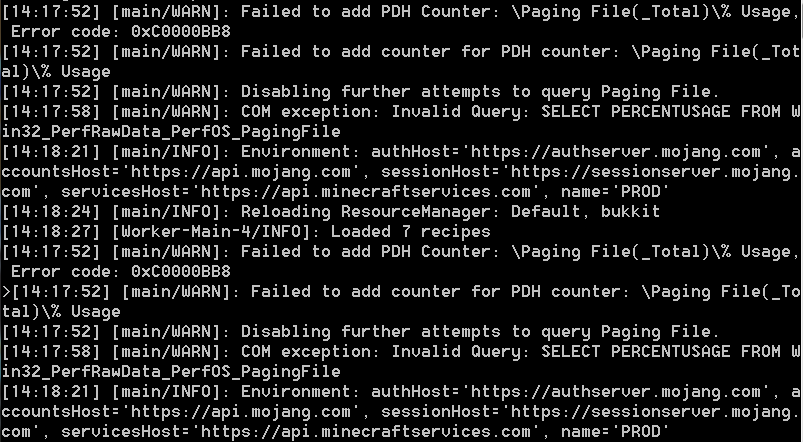 [14:17:52] [main/WARN]: Failed to add PDH Counter: \Paging File(_Total)\% Usage,
 Error code: 0xC0000BB8
[14:17:52] [main/WARN]: Failed to add counter for PDH counter: \Paging File(_Tot
al)\% Usage
[14:17:52] [main/WARN]: Disabling further attempts to query Paging File.
[14:17:58] [main/WARN]: COM exception: Invalid Query: SELECT PERCENTUSAGE FROM W
in32_PerfRawData_PerfOS_PagingFile
[14:18:21] [main/INFO]: Environment: authHost='https://authserver.mojang.com', a
ccountsHost='https://api.mojang.com', sessionHost='https://sessionserver.mojang.
com', servicesHost='https://api.minecraftservices.com', name='PROD'
[14:18:24] [main/INFO]: Reloading ResourceManager: Default, bukkit
[14:18:27] [Worker-Main-4/INFO]: Loaded 7 recipes
[14:17:52] [main/WARN]: Failed to add PDH Counter: \Paging File(_Total)\% Usage,
 Error code: 0xC0000BB8
>[14:17:52] [main/WARN]: Failed to add counter for PDH counter: \Paging File(_To
tal)\% Usage
[14:17:52] [main/WARN]: Disabling further attempts to query Paging File.
[14:17:58] [main/WARN]: COM exception: Invalid Query: SELECT PERCENTUSAGE FROM W
in32_PerfRawData_PerfOS_PagingFile
[14:18:21] [main/INFO]: Environment: authHost='https://authserver.mojang.com', a
ccountsHost='https://api.mojang.com', sessionHost='https://sessionserver.mojang.
com', servicesHost='https://api.minecraftservices.com', name='PROD'